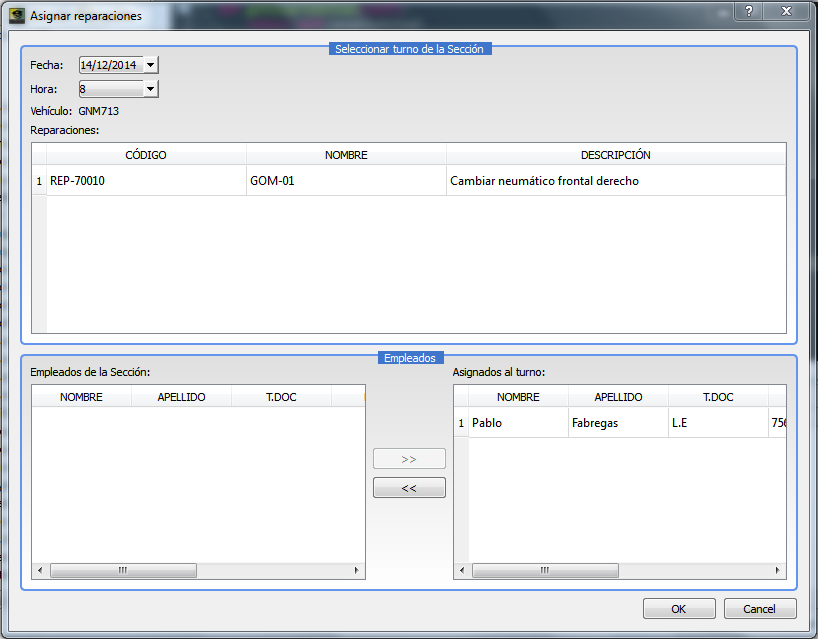 Asignar reparaciones
?
X
Seleccionar turno de la Sección
Fecha: 14/12/2014
Hora: 8
Vehículo: GNM713
Reparaciones:
CÓDIGO NOMBRE DESCRIPCIÓN
1 REP-70010 GOM-01 Cambiar neumático frontal derecho
Empleados
Empleados de la Sección:
NOMBRE APELLIDO T.DOC
>>
<<
Asignados al turno:
NOMBRE APELLIDO T.DOC
1 Pablo Fabregas L.E
OK Cancel